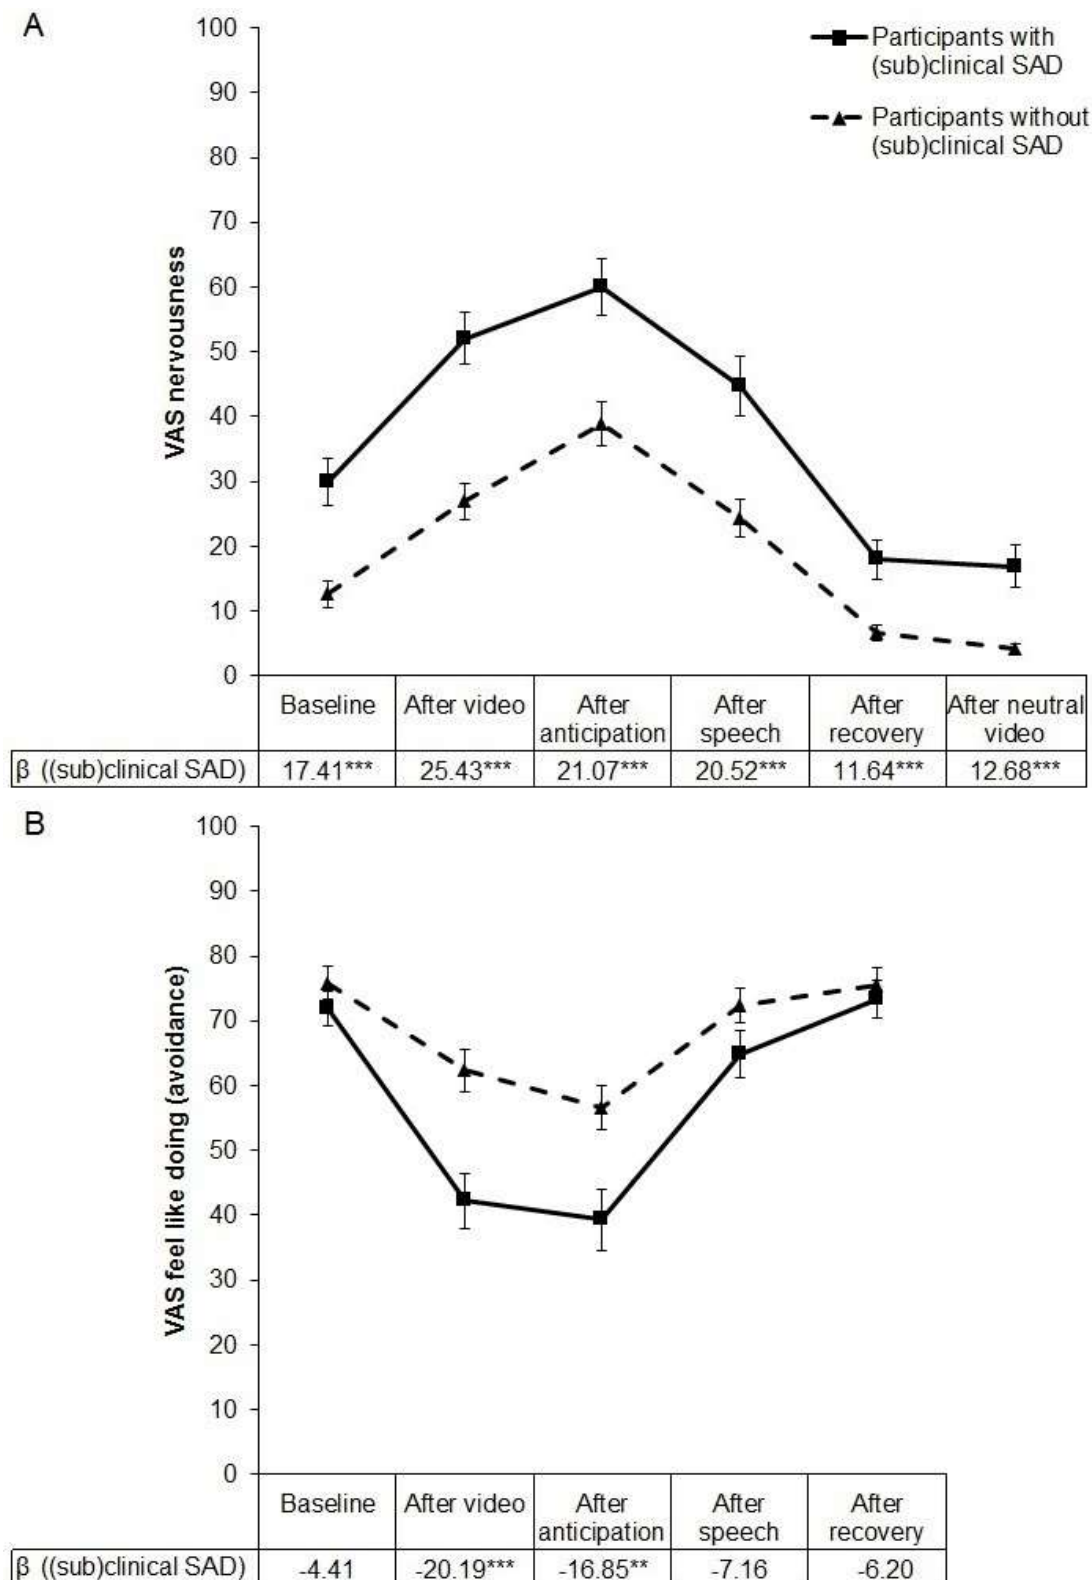 A
100
90
80
70
60
50
40
30
20
10
0
VAS nervousness
Participants with
(sub)clinical SAD
Participants without
(sub)clinical SAD
Baseline After video After anticipation After speech After recovery After neutral video
β ((sub)clinical SAD) 17.41*** 25.43*** 21.07*** 20.52*** 11.64*** 12.68***
B
100
90
80
70
60
50
40
30
20
10
0
VAS feel like doing (avoidance)
Baseline After video After anticipation After speech After recovery
β ((sub)clinical SAD) -4.41 -20.19*** -16.85** -7.16 -6.20